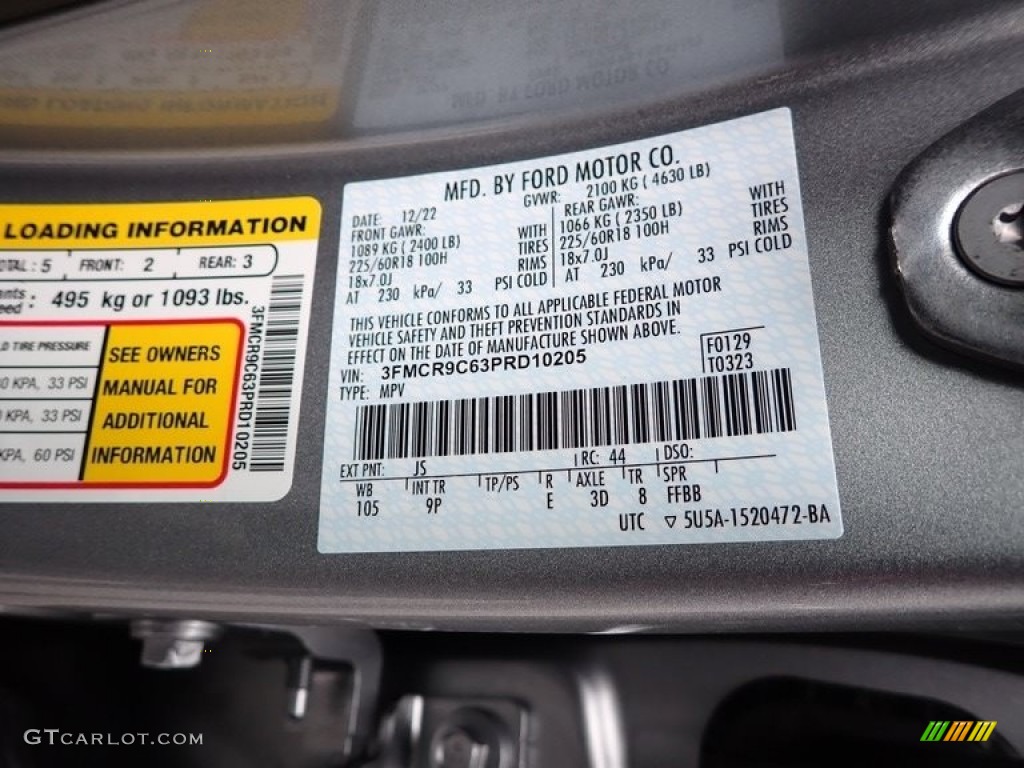 MFD. BY FORD MOTOR CO.
DATE: 12/22 GVWR: 2100 KG ( 4630 LB)
FRONT GAWR: REAR GAWR:
1089 KG ( 2400 LB) WITH 1066 KG ( 2350 LB) WITH
225/60R18 100H TIRES 225/60R18 100H TIRES
18x7.0J RIMS 18x7.0J RIMS
AT 230 kPa/ 33 PSI COLD AT 230 kPa/ 33 PSI COLD
THIS VEHICLE CONFORMS TO ALL APPLICABLE FEDERAL MOTOR
VEHICLE SAFETY AND THEFT PREVENTION STANDARDS IN
EFFECT ON THE DATE OF MANUFACTURE SHOWN ABOVE.
VIN: 3FMCR9C63PRD10205 F0129
TYPE: MPV T0323
EXT PNT: JS RC: 44 DSO:
WB INT TR TP/PS R AXLE TR SPR
105 9P E 3D 8 FFBB
UTC ▽ 5U5A-1520472-BA
LOADING INFORMATION
: 5 FRONT: 2 REAR: 3
: 495 kg or 1093 lbs.
TIRE PRESSURE
KPA, 33 PSI
KPA, 33 PSI
KPA, 60 PSI
SEE OWNERS
MANUAL FOR
ADDITIONAL
INFORMATION
3FMCR9C63PRD10205
GTCARLOT.COM